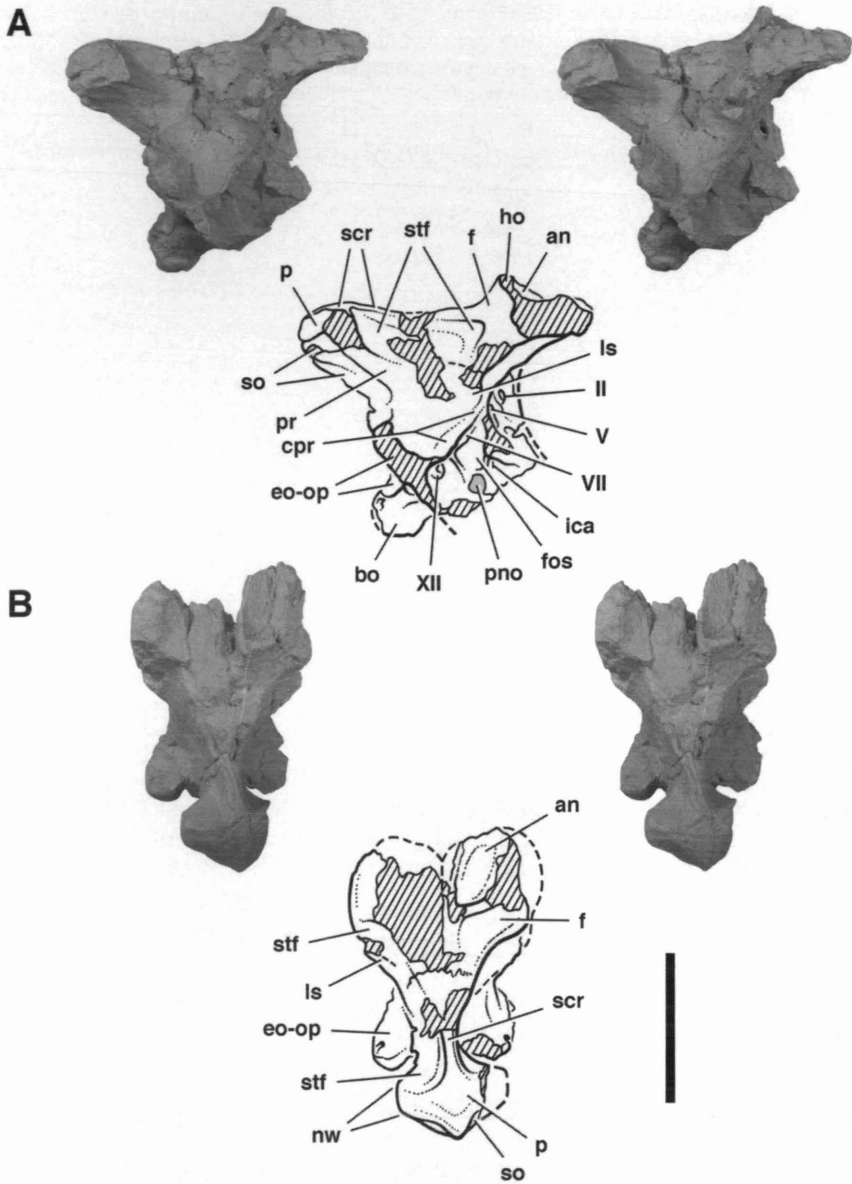 A
scr
stf
f
ho
an
p
ls
so
II
pr
V
cpr
VII
eo-op
ica
bo
XII
pno
fos
B
an
stf
f
ls
scr
eo-op
stf
nw
p
so